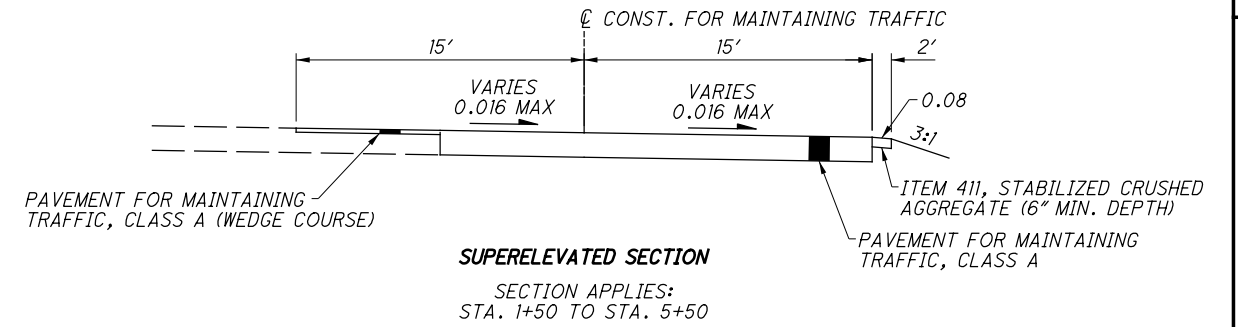 ℄ CONST. FOR MAINTAINING TRAFFIC
15'
15'
2'
VARIES
0.016 MAX
VARIES
0.016 MAX
0.08
3:1
PAVEMENT FOR MAINTAINING
TRAFFIC, CLASS A (WEDGE COURSE)
ITEM 411, STABILIZED CRUSHED
AGGREGATE (6" MIN. DEPTH)
PAVEMENT FOR MAINTAINING
TRAFFIC, CLASS A
SUPERELEVATED SECTION
SECTION APPLIES:
STA. 1+50 TO STA. 5+50